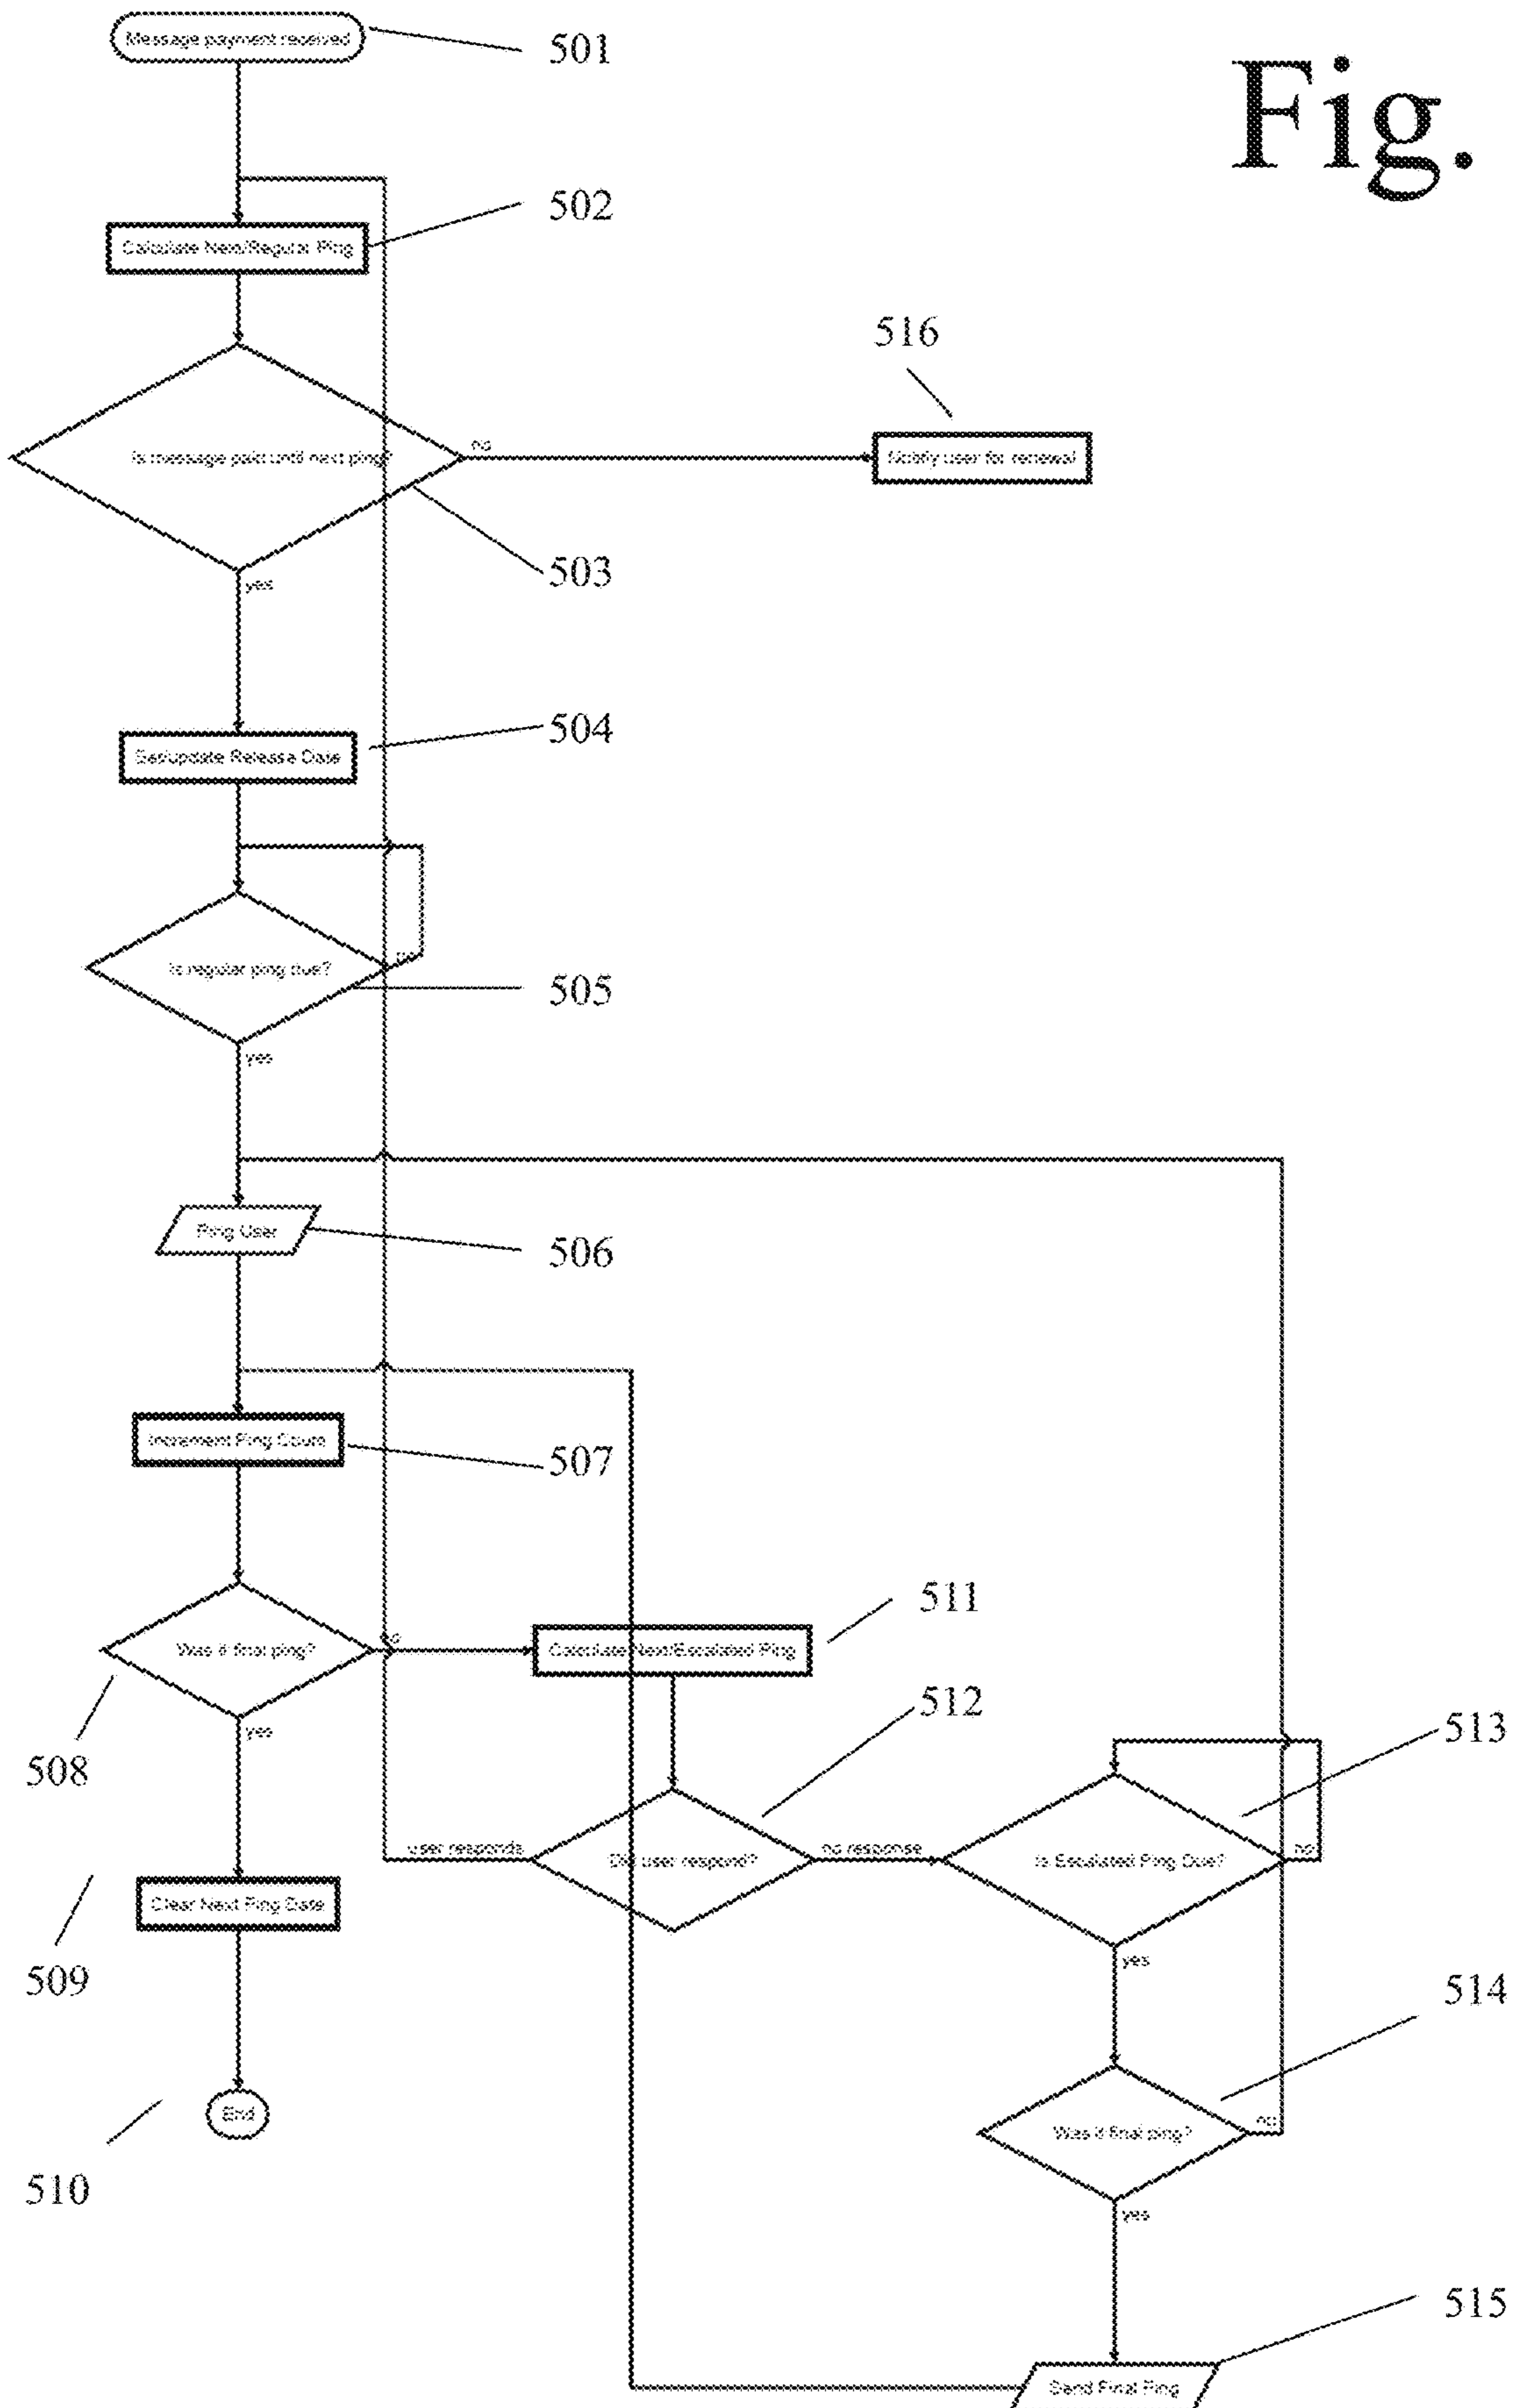 Fig.
Message payment received
501
502
Calculate Next/Regular Ping
516
Is message paid until next ping?
no
Notify user for renewal
503
yes
504
Set/update Release Date
no
Is regular ping due?
505
yes
Ping User
506
Increment Ping Count
507
511
Was it final ping?
no
Calculate Next/Escalated Ping
512
513
508
yes
user responds
Did user respond?
no response
Is Escalated Ping Due?
no
Clear Next Ping Date
509
yes
514
End
Was it final ping?
no
510
yes
515
Send Final Ping